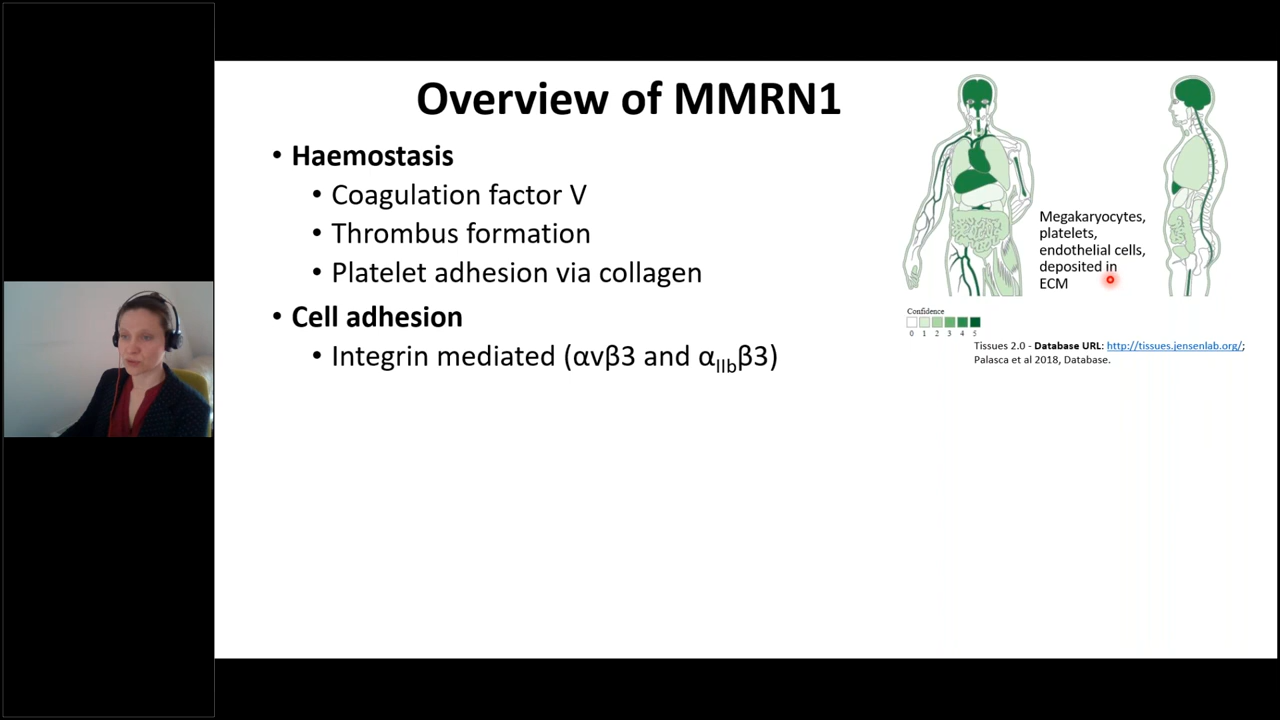 Overview of MMRN1
• Haemostasis
• Coagulation factor V
• Thrombus formation
• Platelet adhesion via collagen
• Cell adhesion
• Integrin mediated (αvβ3 and αIIbβ3)
Megakaryocytes,
platelets,
endothelial cells,
deposited in
ECM
Confidence
0 1 2 3 4 5
Tissues 2.0 - Database URL: http://tissues.jensenlab.org/;
Palasca et al 2018, Database.